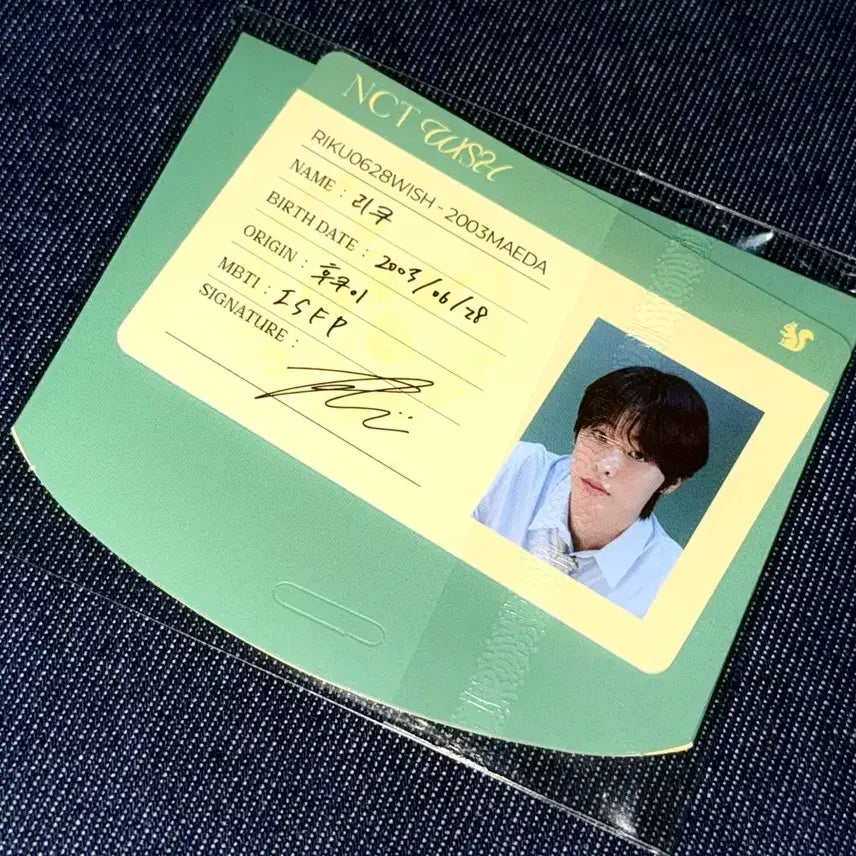 NCT WISH
RIKU0628WISH - 2003MAEDA
NAME : 리쿠
BIRTH DATE : 2003/06/28
ORIGIN : 후쿠이
MBTI : ISFP
SIGNATURE :